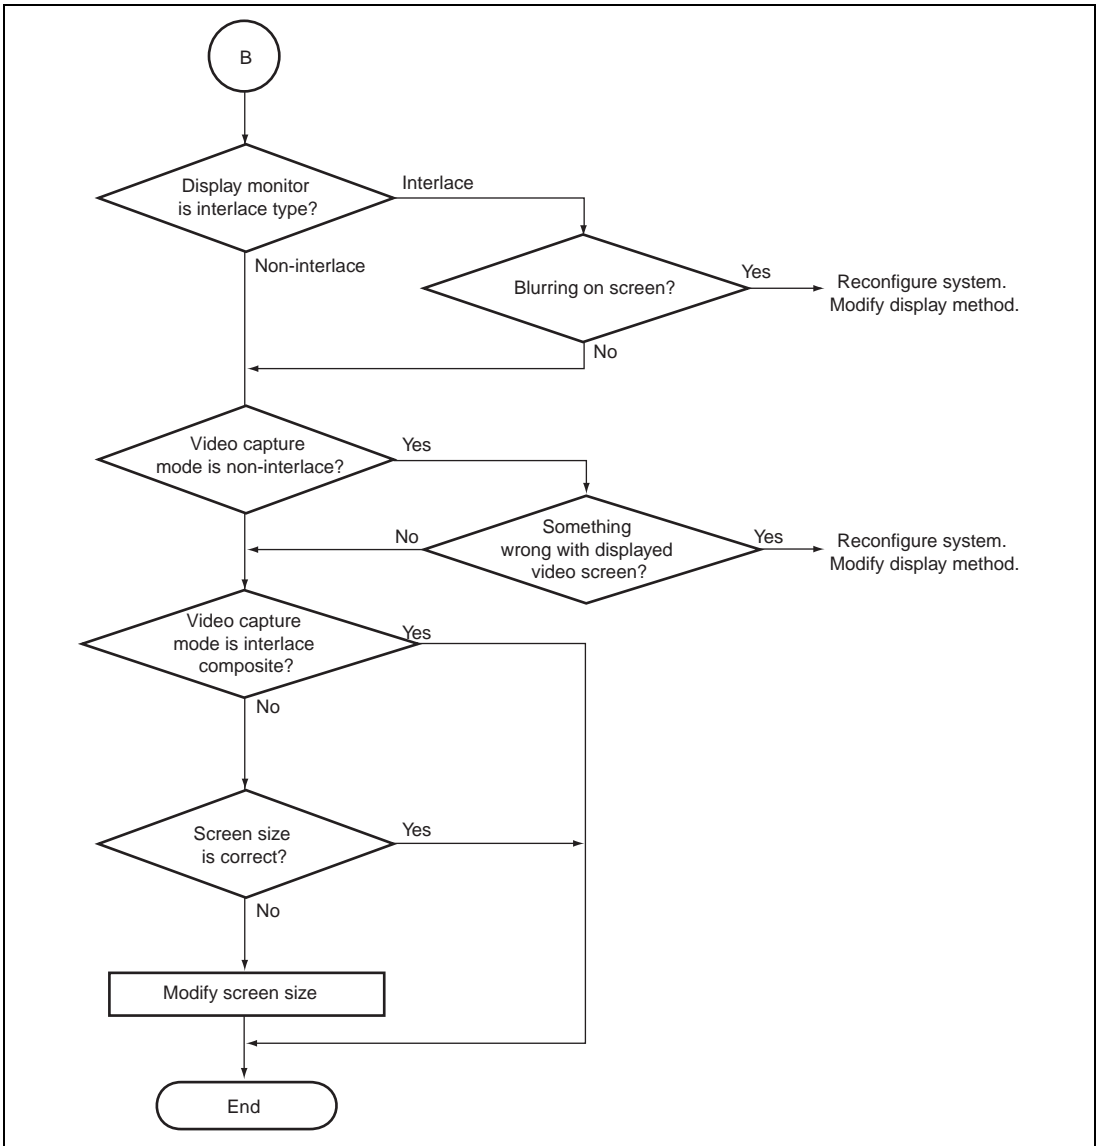 B
Display monitor
is interlace type?
Interlace
Non-interlace
Blurring on screen?
Yes
Reconfigure system.
Modify display method.
No
Video capture
mode is non-interlace?
Yes
Something
wrong with displayed
video screen?
No
Yes
Reconfigure system.
Modify display method.
Video capture
mode is interlace
composite?
Yes
No
Screen size
is correct?
Yes
No
Modify screen size
End